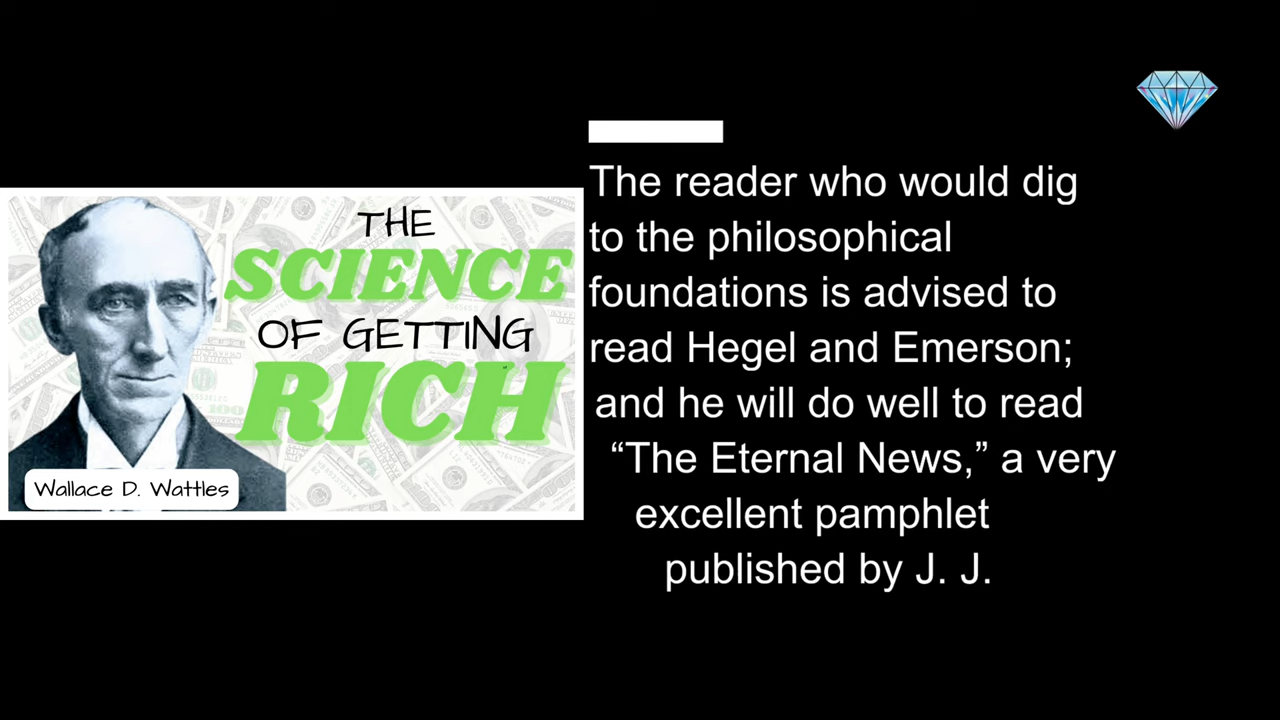 THE
SCIENCE
OF GETTING
RICH
Wallace D. Wattles
The reader who would dig
to the philosophical
foundations is advised to
read Hegel and Emerson;
and he will do well to read
“The Eternal News,” a very
excellent pamphlet
published by J. J.